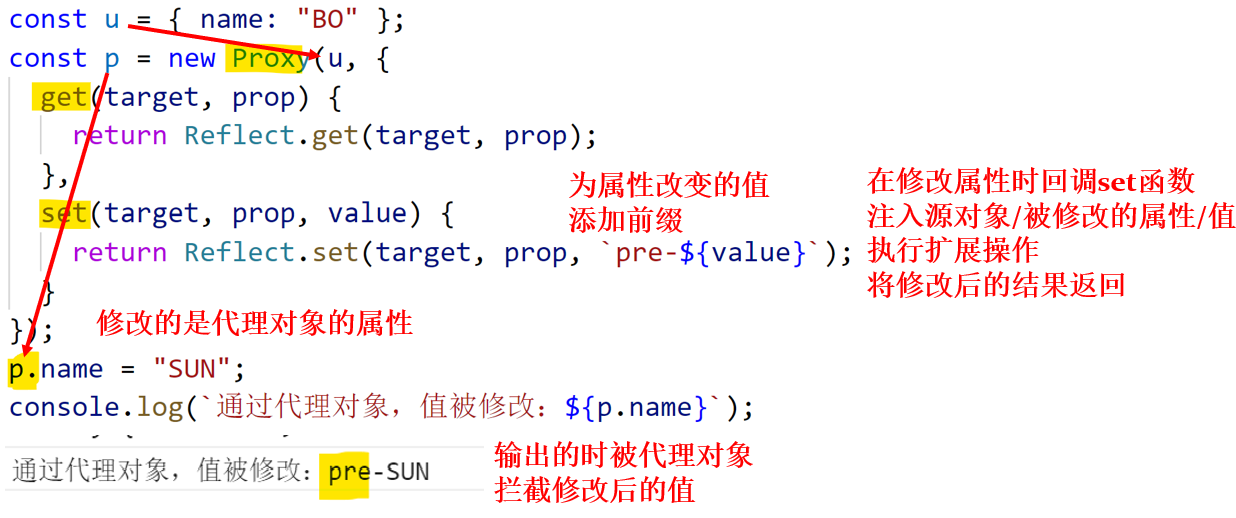 const u = { name: "BO" };
const p = new Proxy(u, {
get(target, prop) {
return Reflect.get(target, prop);
},
为属性改变的值
添加前缀
在修改属性时回调set函数
注入源对象/被修改的属性/值
执行扩展操作
将修改后的结果返回
set(target, prop, value) {
return Reflect.set(target, prop, `pre-${value}`);
}
});
修改的是代理对象的属性
p.name = "SUN";
console.log(`通过代理对象，值被修改：${p.name}`);
通过代理对象，值被修改：pre-SUN
输出的时被代理对象
拦截修改后的值